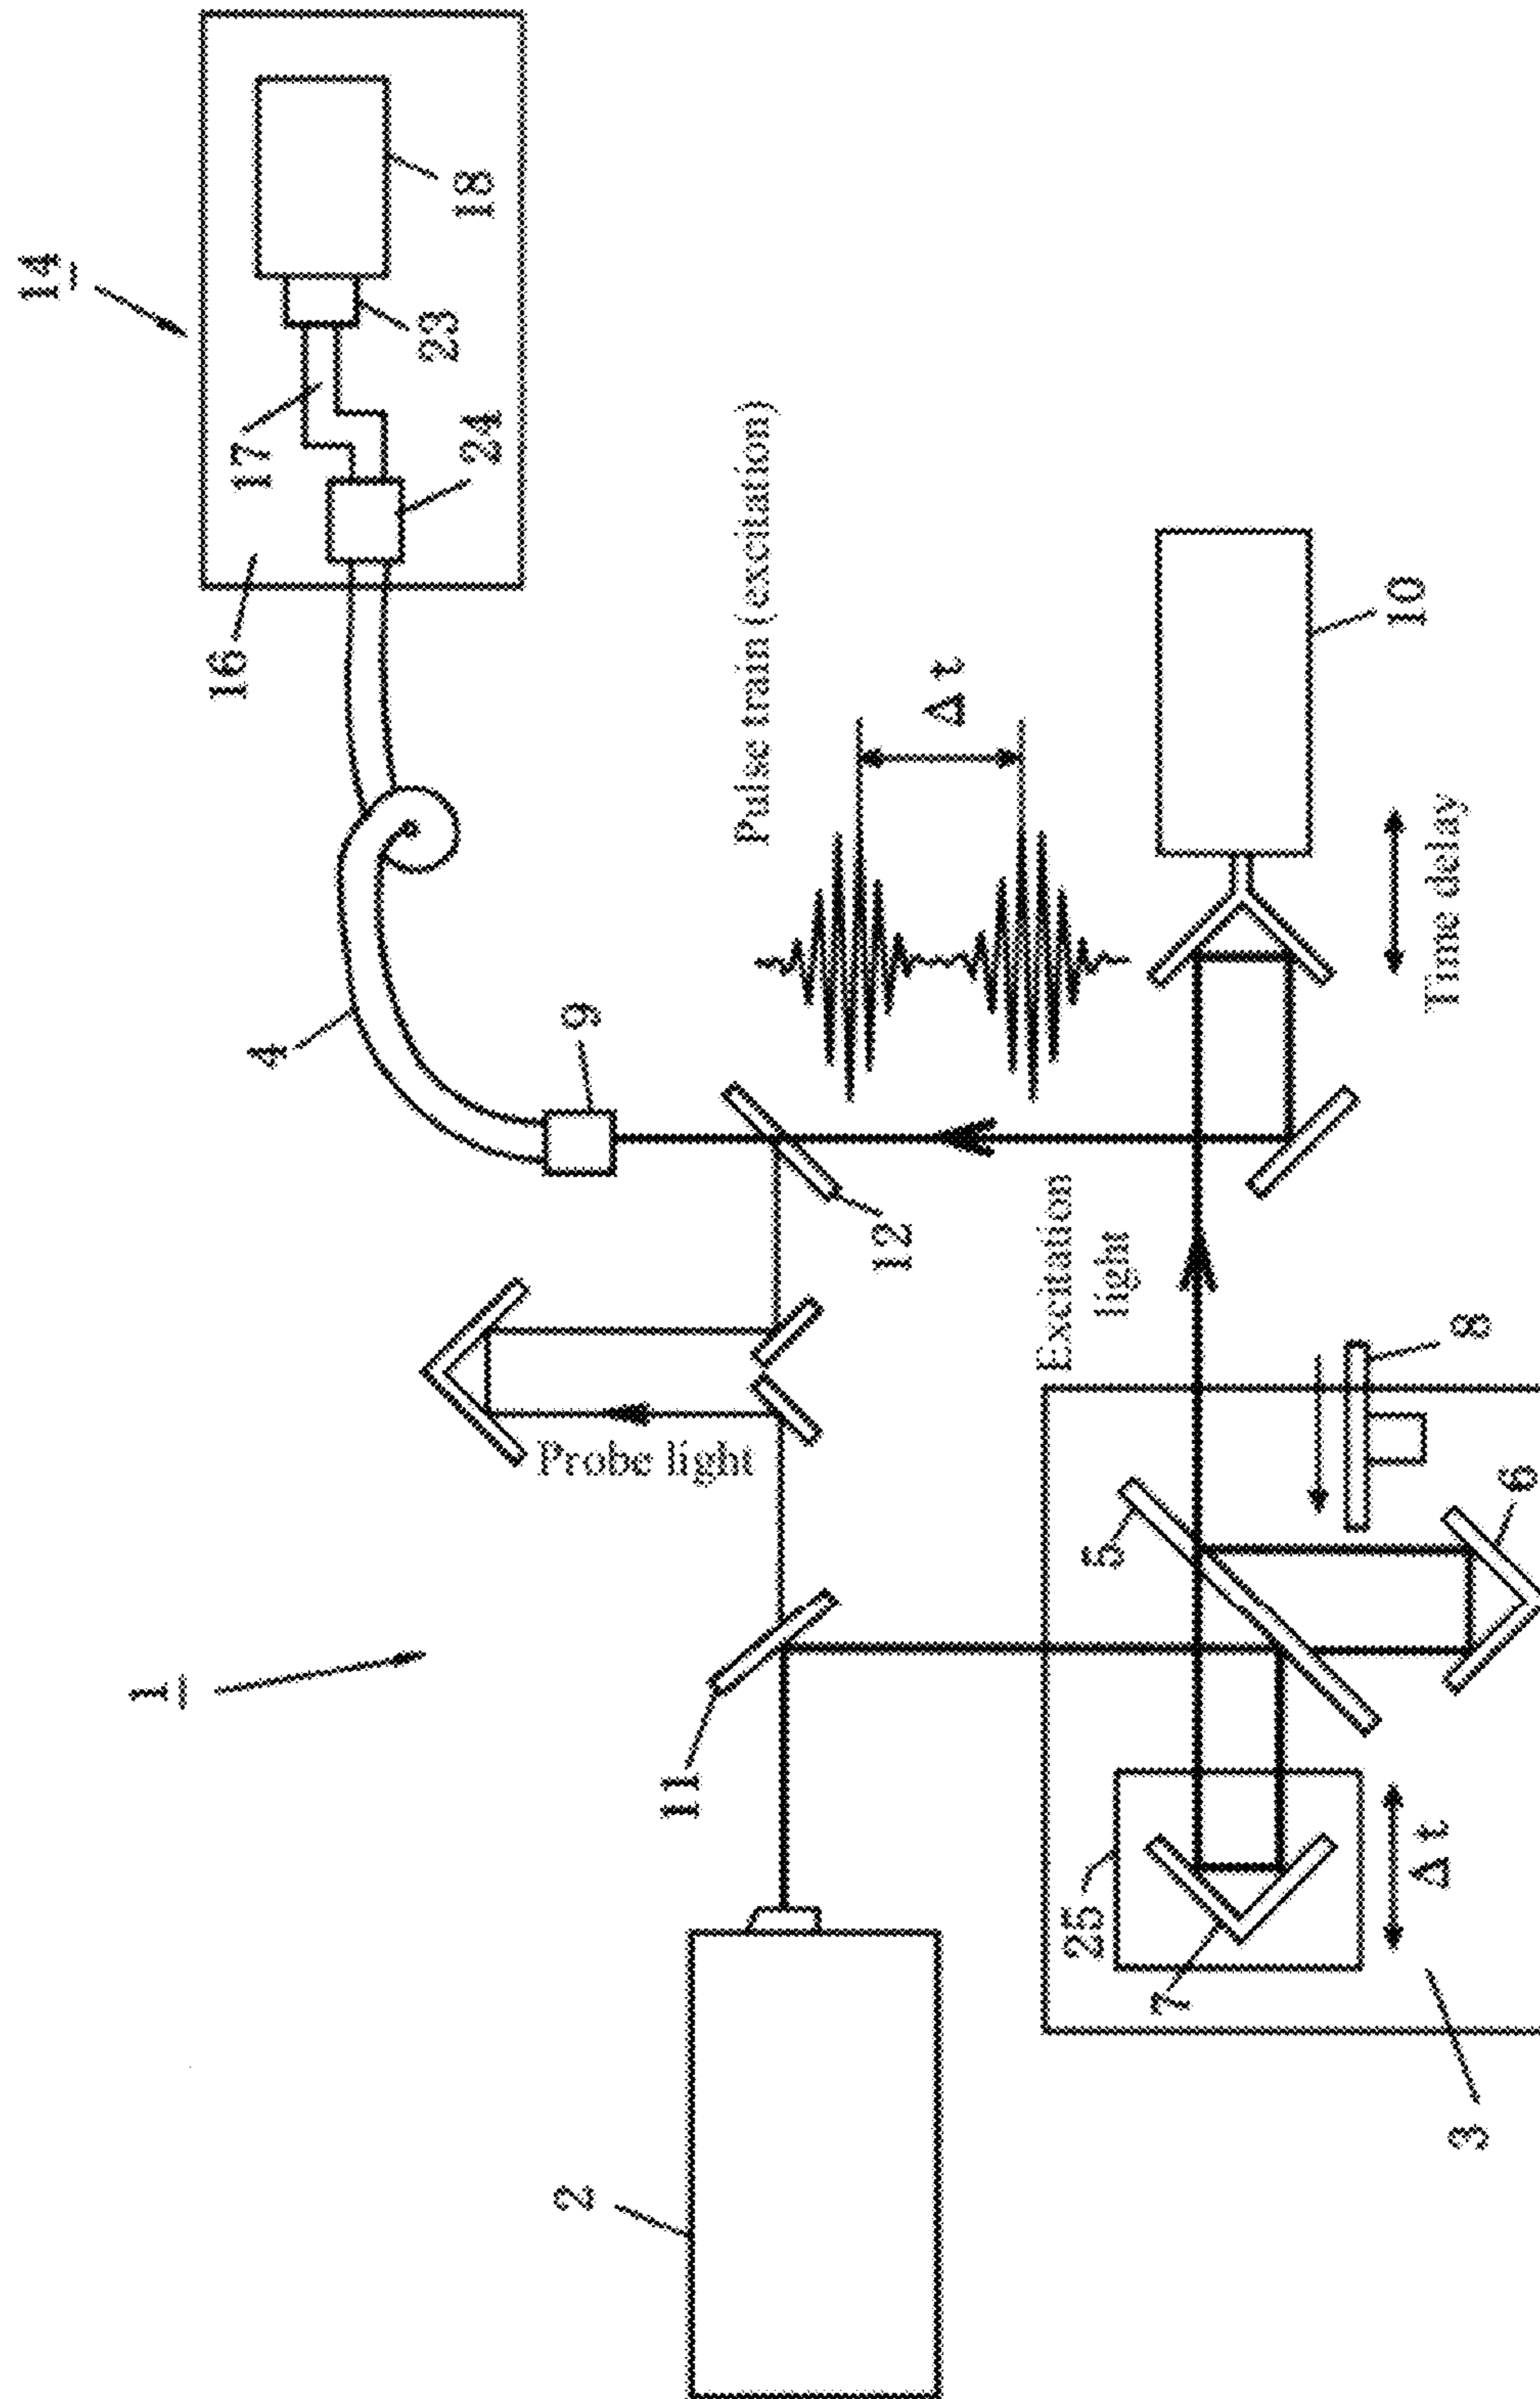 14
1
16
17
4
23
18
24
2
9
Probe light
11
Pulse train (excitation)
12
Δt
Excitation
light
25
5
7
10
Δt
Time delay
3
8
6